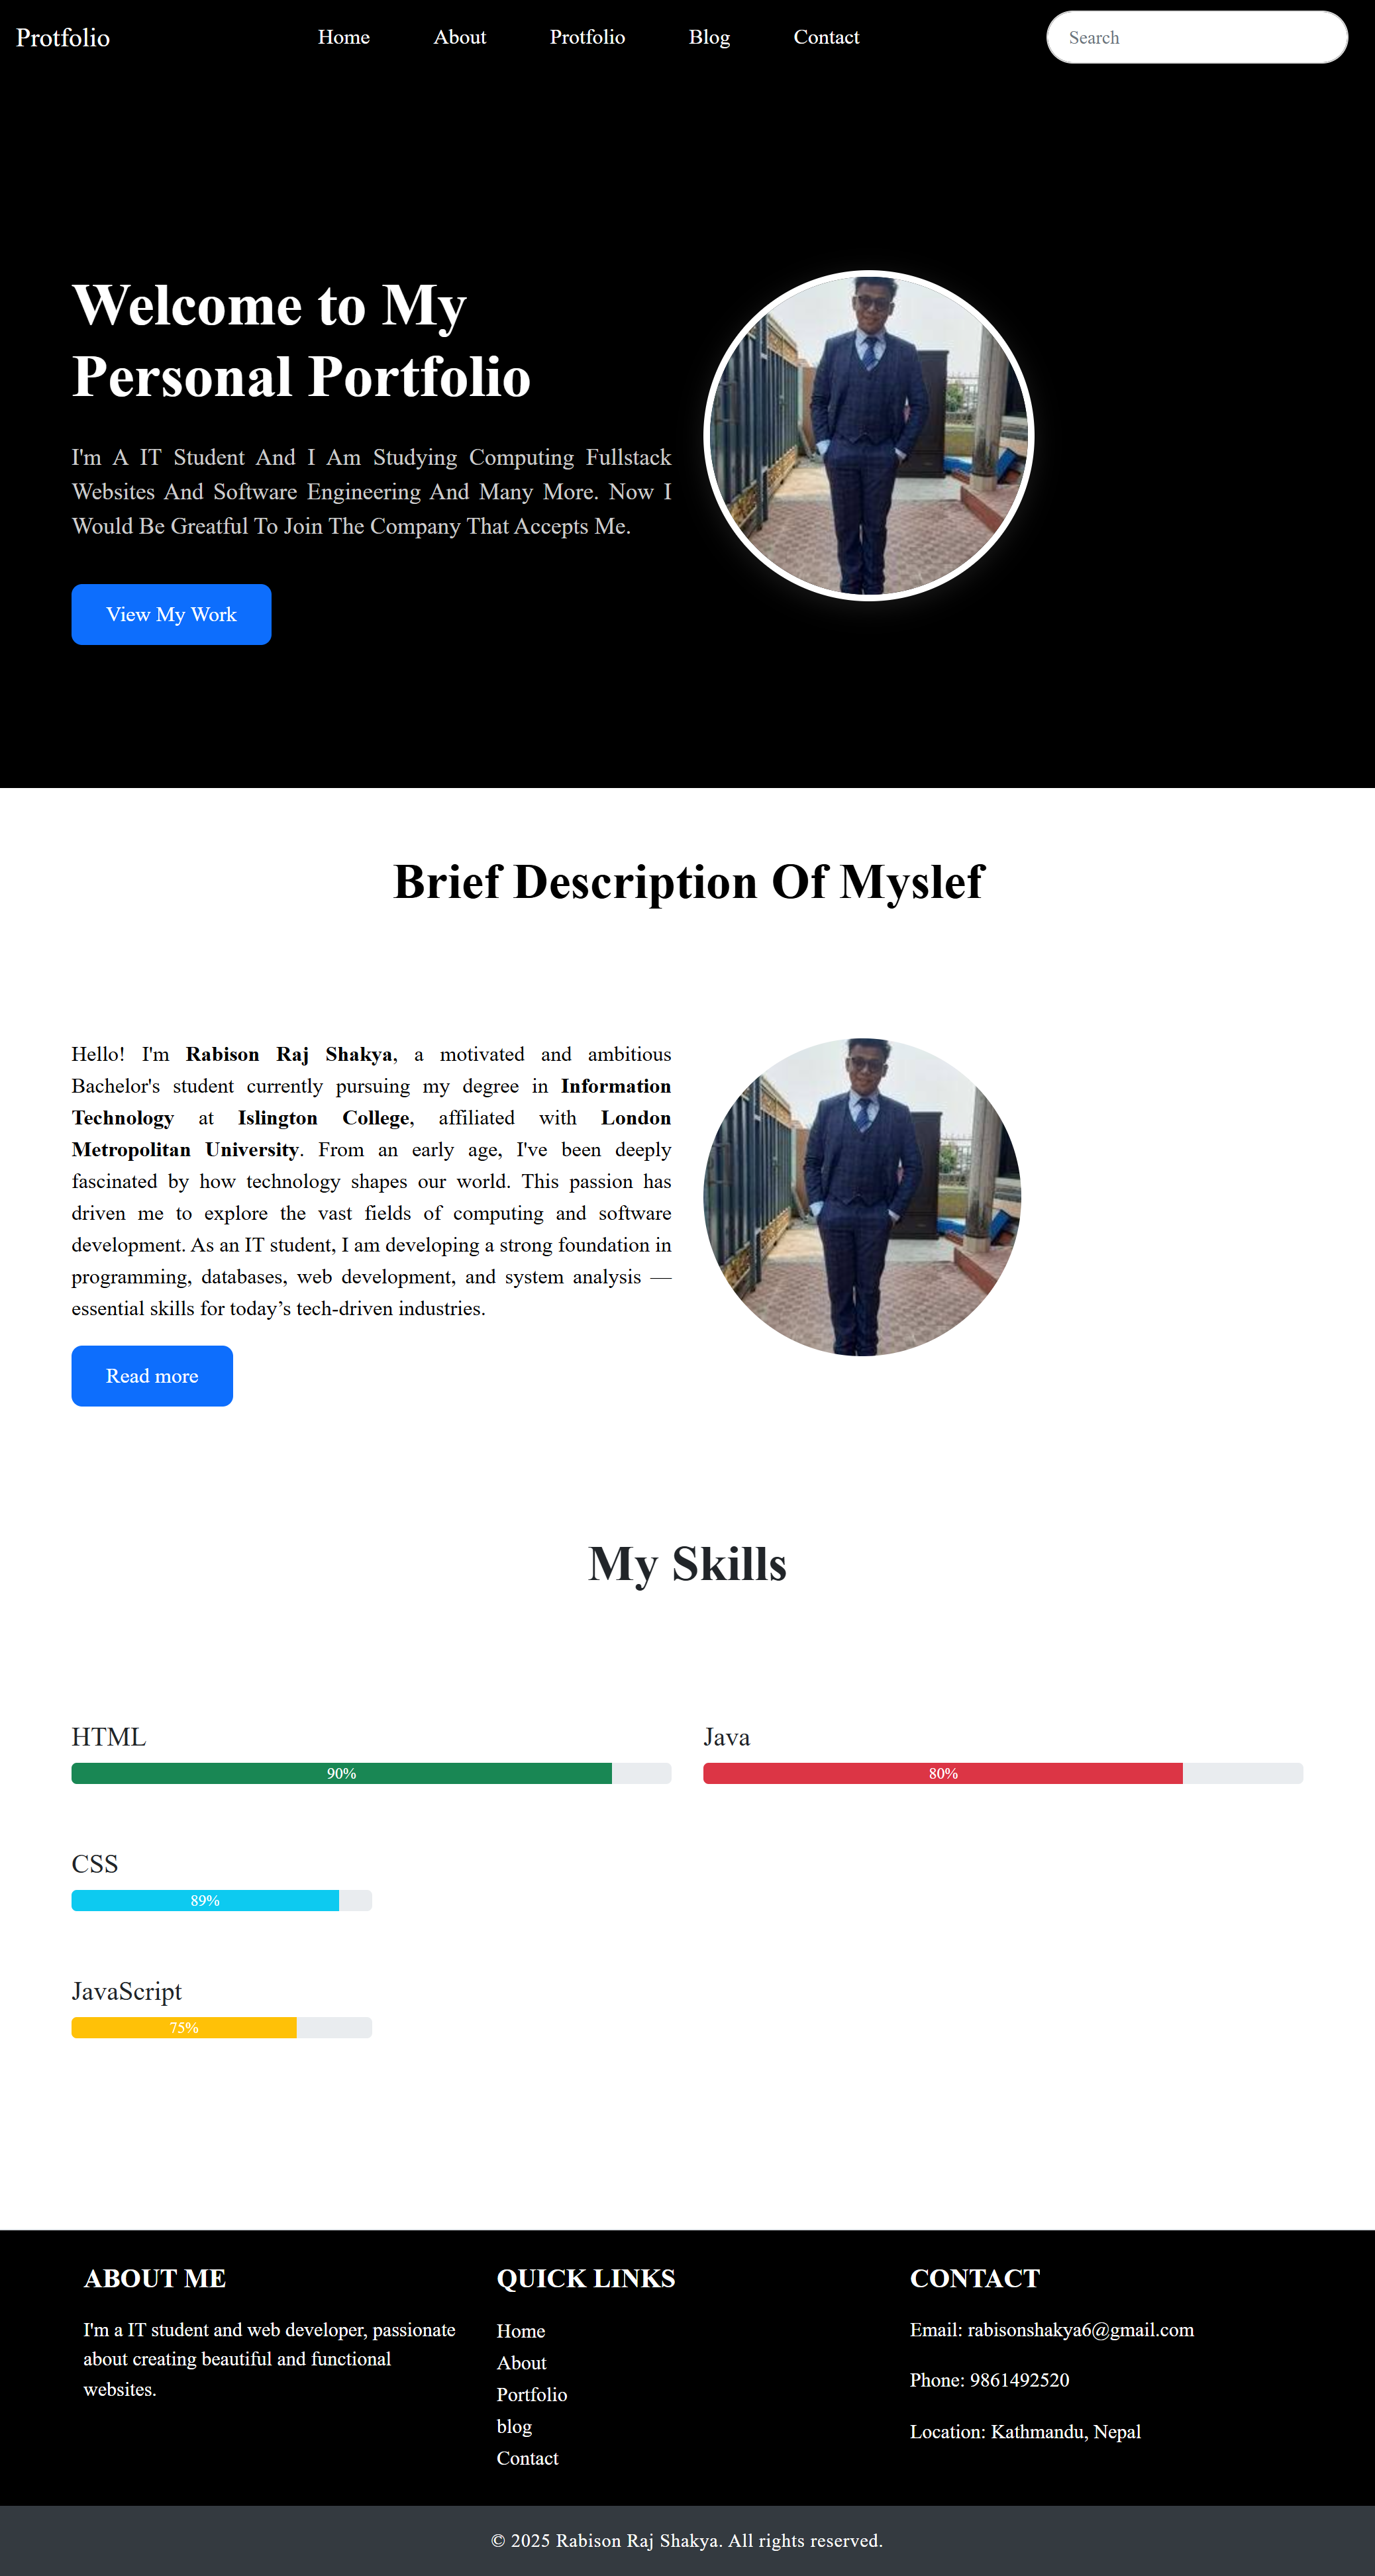 Protfolio
Home
About
Protfolio
Blog
Contact
Search
Welcome to My
Personal Portfolio
I'm A IT Student And I Am Studying Computing Fullstack
Websites And Software Engineering And Many More. Now I
Would Be Greatful To Join The Company That Accepts Me.
View My Work
Brief Description Of Myslef
Hello! I'm Rabison Raj Shakya, a motivated and ambitious
Bachelor's student currently pursuing my degree in Information
Technology at Islington College, affiliated with London
Metropolitan University. From an early age, I've been deeply
fascinated by how technology shapes our world. This passion has
driven me to explore the vast fields of computing and software
development. As an IT student, I am developing a strong foundation in
programming, databases, web development, and system analysis —
essential skills for today’s tech-driven industries.
Read more
My Skills
HTML
90%
Java
80%
CSS
89%
JavaScript
75%
ABOUT ME
I'm a IT student and web developer, passionate
about creating beautiful and functional
websites.
QUICK LINKS
Home
About
Portfolio
blog
Contact
CONTACT
Email: rabisonshakya6@gmail.com
Phone: 9861492520
Location: Kathmandu, Nepal
© 2025 Rabison Raj Shakya. All rights reserved.